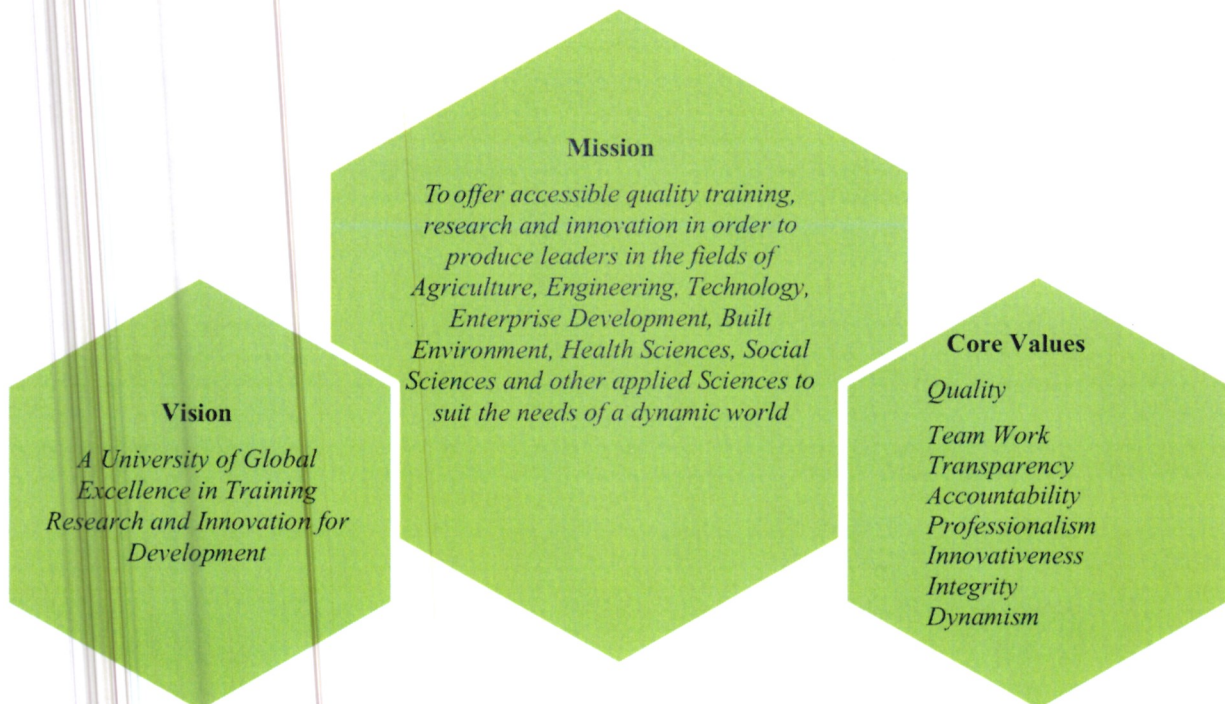 Mission
To offer accessible quality training,
research and innovation in order to
produce leaders in the fields of
Agriculture, Engineering, Technology,
Enterprise Development, Built
Environment, Health Sciences, Social
Sciences and other applied Sciences to
suit the needs of a dynamic world
Vision
A University of Global
Excellence in Training
Research and Innovation for
Development
Core Values
Quality
Team Work
Transparency
Accountability
Professionalism
Innovativeness
Integrity
Dynamism